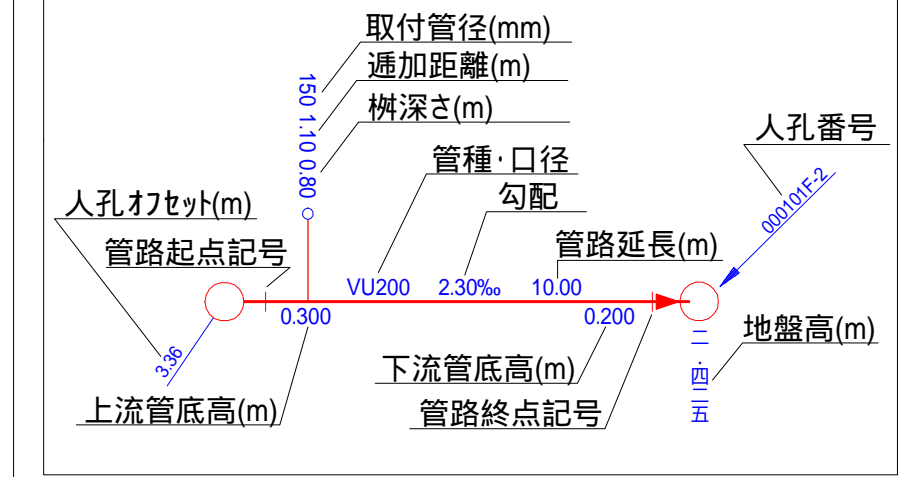 取付管径(mm)
逓加距離(m)
桝深さ(m)
150 1.10 0.80
人孔番号
000101F-2
管種・口径
勾配
人孔オフセット(m)
管路起点記号
管路延長(m)
VU200 2.30‰ 10.00
0.300 0.200
3.36
地盤高(m)
二・四二五
下流管底高(m)
上流管底高(m)
管路終点記号